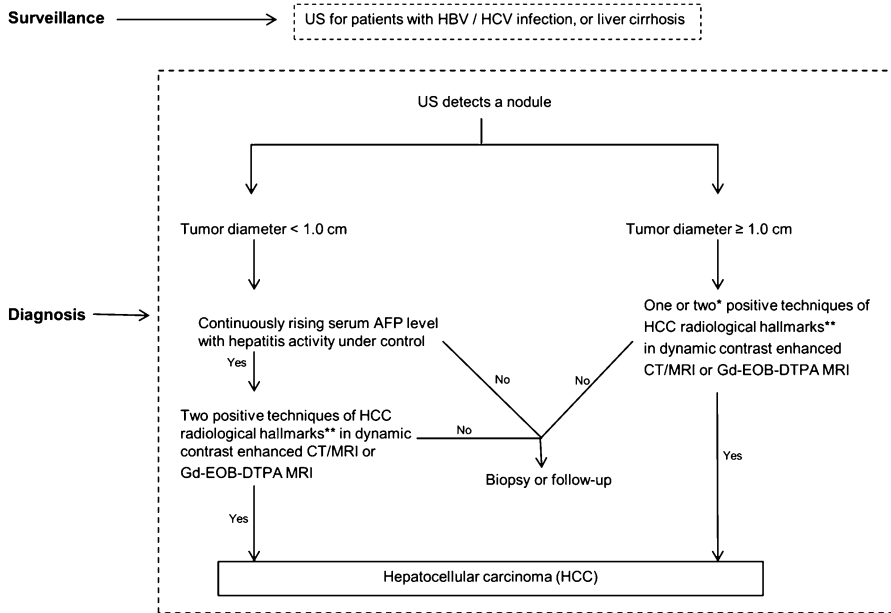 Surveillance
US for patients with HBV / HCV infection, or liver cirrhosis
US detects a nodule
Tumor diameter < 1.0 cm
Tumor diameter ≥ 1.0 cm
Diagnosis
Continuously rising serum AFP level
with hepatitis activity under control
One or two* positive techniques of
HCC radiological hallmarks**
in dynamic contrast enhanced
CT/MRI or Gd-EOB-DTPA MRI
Yes
No
No
Two positive techniques of HCC
radiological hallmarks** in dynamic
contrast enhanced CT/MRI or
Gd-EOB-DTPA MRI
No
Biopsy or follow-up
Yes
Yes
Hepatocellular carcinoma (HCC)